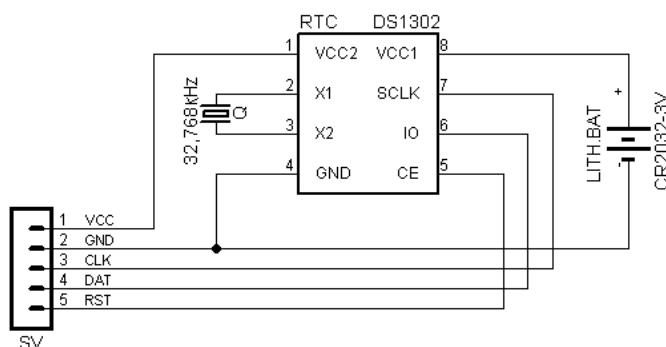 RTC DS1302
1 VCC2 VCC1 8
2 X1 SCLK 7
3 X2 IO 6
4 GND CE 5
32,768kHz
Q
+
-
LITH.BAT
CR2032-3V
1 VCC
2 GND
3 CLK
4 DAT
5 RST
SV